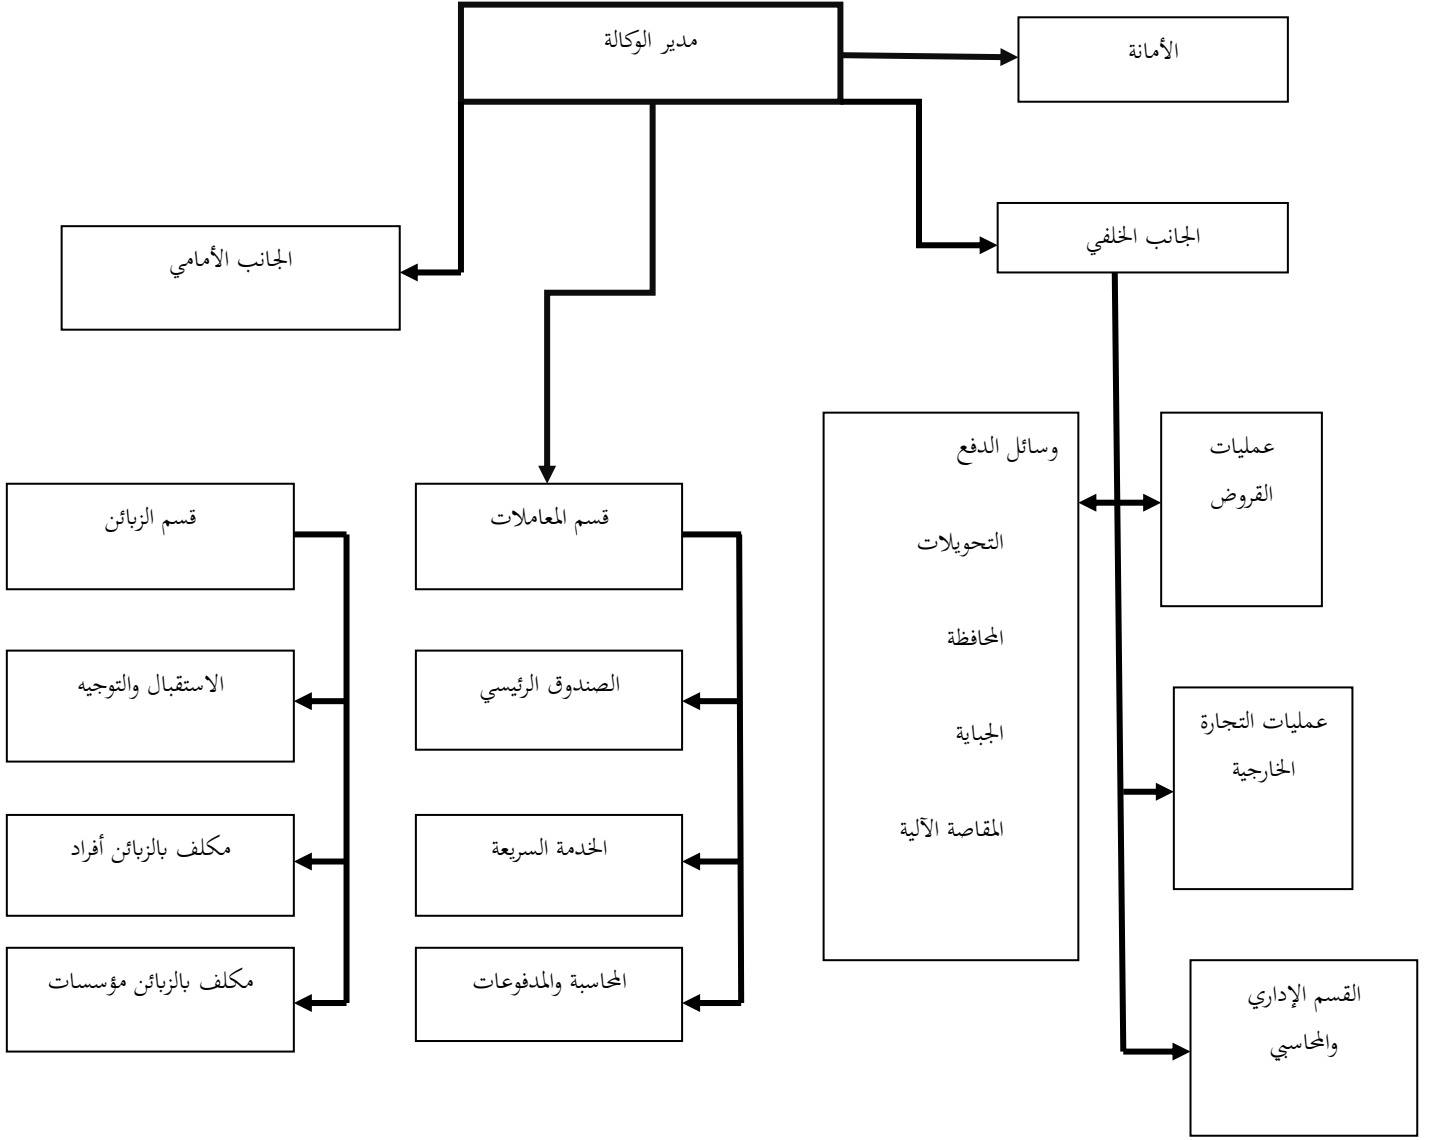 مدير الوكالة
الأمانة
الجانب الخلفي
الجانب الأمامي
عمليات
القروض
وسائل الدفع
التحويلات
المحافظة
الجباية
المقاصة الآلية
عمليات التجارة
الخارجية
القسم الإداري
والمحاسبي
قسم المعاملات
الصندوق الرئيسي
الخدمة السريعة
المحاسبة والمدفوعات
قسم الزبائن
الاستقبال والتوجيه
مكلف بالزبائن أفراد
مكلف بالزبائن مؤسسات